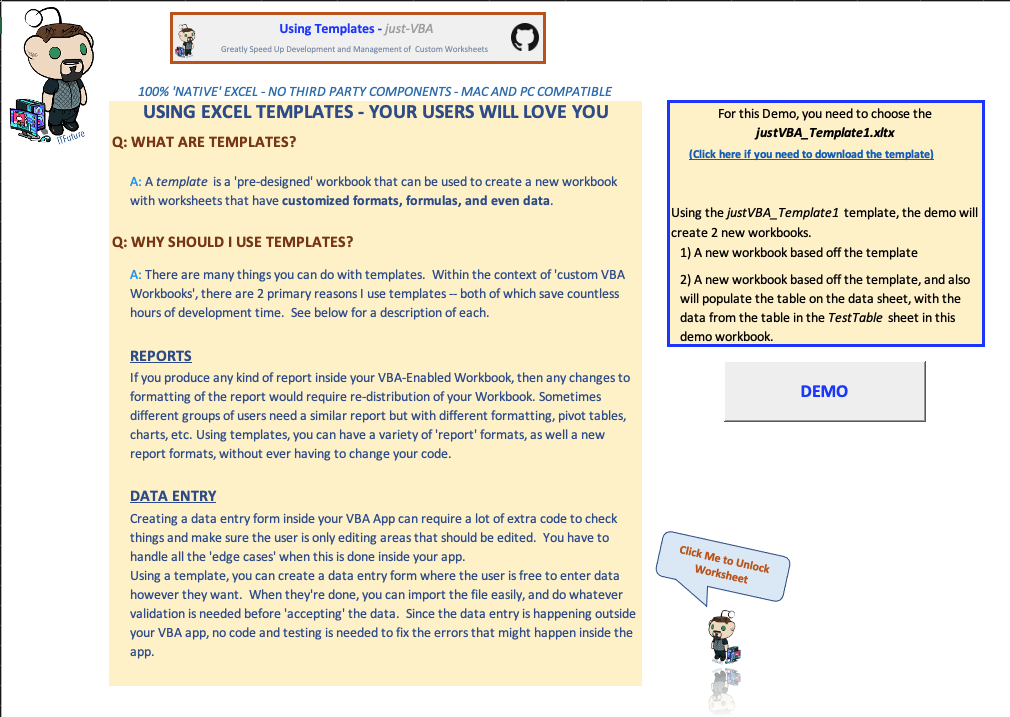 Using Templates - just-VBA
Greatly Speed Up Development and Management of Custom Worksheets
ITFuture
100% 'NATIVE' EXCEL - NO THIRD PARTY COMPONENTS - MAC AND PC COMPATIBLE
USING EXCEL TEMPLATES - YOUR USERS WILL LOVE YOU
Q: WHAT ARE TEMPLATES?
A: A template is a 'pre-designed' workbook that can be used to create a new workbook
with worksheets that have customized formats, formulas, and even data.
Q: WHY SHOULD I USE TEMPLATES?
A: There are many things you can do with templates. Within the context of 'custom VBA
Workbooks', there are 2 primary reasons I use templates -- both of which save countless
hours of development time. See below for a description of each.
REPORTS
If you produce any kind of report inside your VBA-Enabled Workbook, then any changes to
formatting of the report would require re-distribution of your Workbook. Sometimes
different groups of users need a similar report but with different formatting, pivot tables,
charts, etc. Using templates, you can have a variety of 'report' formats, as well a new
report formats, without ever having to change your code.
DATA ENTRY
Creating a data entry form inside your VBA App can require a lot of extra code to check
things and make sure the user is only editing areas that should be edited. You have to
handle all the 'edge cases' when this is done inside your app.
Using a template, you can create a data entry form where the user is free to enter data
however they want. When they're done, you can import the file easily, and do whatever
validation is needed before 'accepting' the data. Since the data entry is happening outside
your VBA app, no code and testing is needed to fix the errors that might happen inside the
app.
For this Demo, you need to choose the
justVBA_Template1.xltx
(Click here if you need to download the template)
Using the justVBA_Template1 template, the demo will
create 2 new workbooks.
1) A new workbook based off the template
2) A new workbook based off the template, and also
will populate the table on the data sheet, with the
data from the table in the TestTable sheet in this
demo workbook.
DEMO
Click Me to Unlock
Worksheet